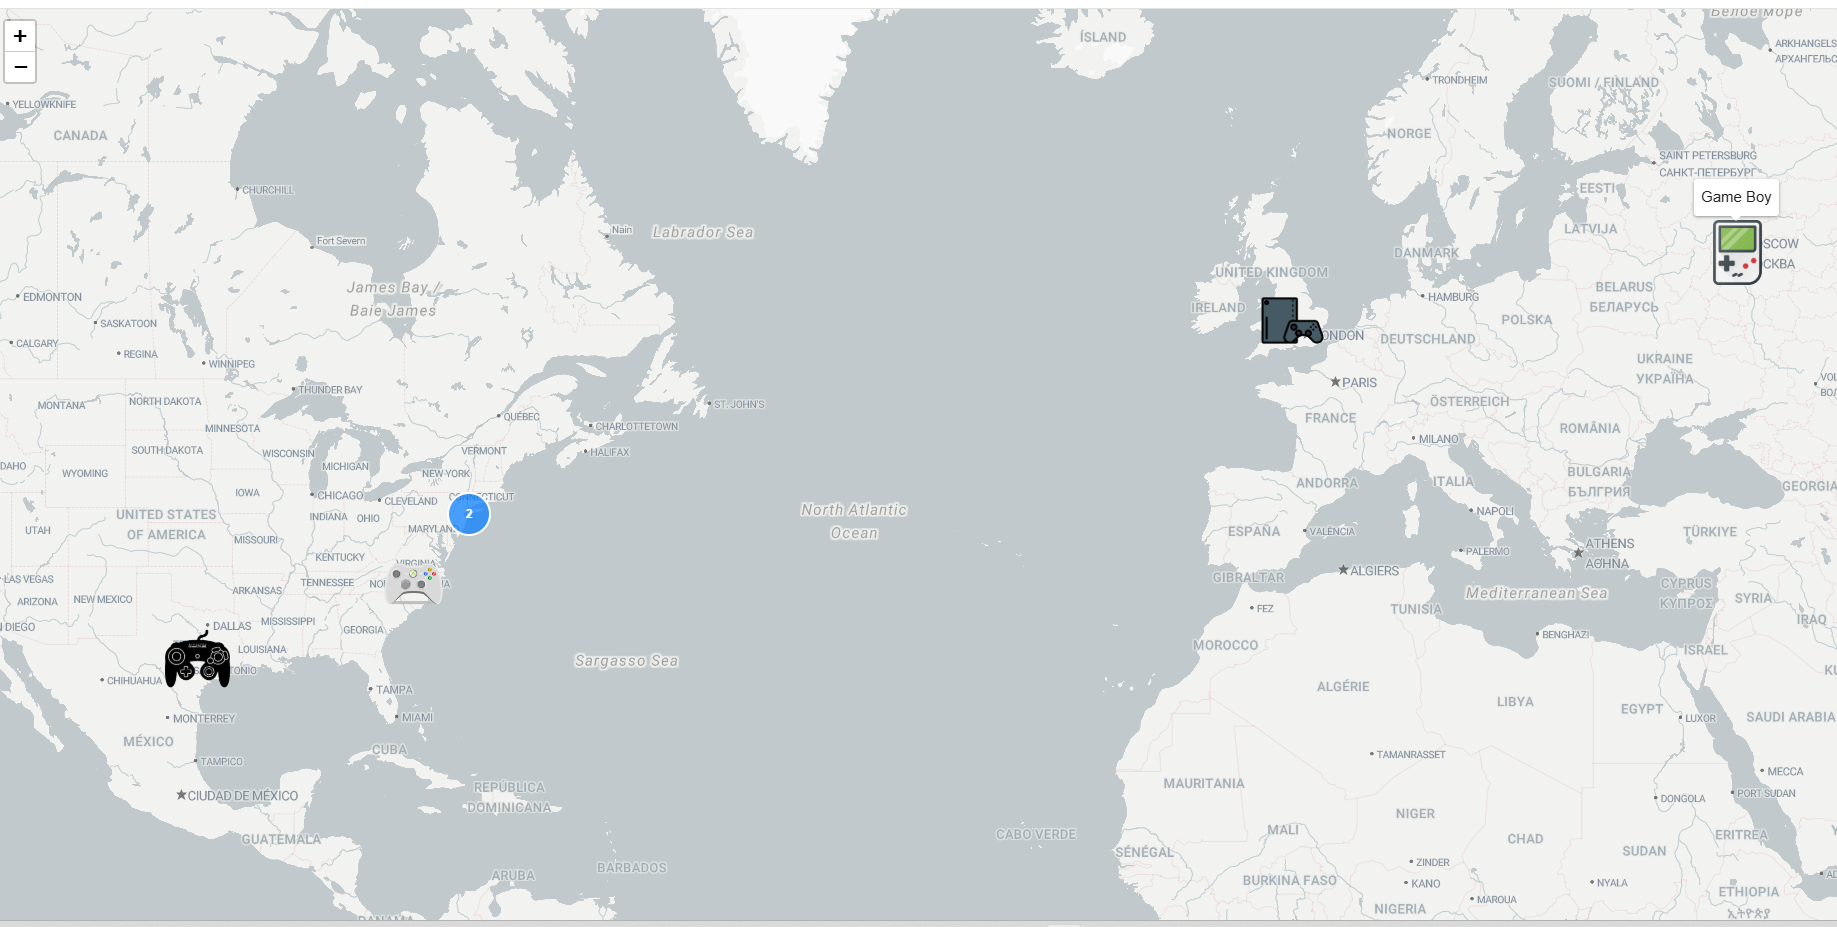 +
−
Белое море
ÍSLAND
ARKHANGELS
АРХАНГЕЛЬС
TRONDHEIM
SUOMI / FINLAND
YELLOWKNIFE
CANADA
NORGE
SAINT PETERSBURG
САНКТ-ПЕТЕРБУРГ
CHURCHILL
EESTI
Game Boy
Fort Severn
Nain
Labrador Sea
LATVIJA
SCOW
СКВА
DANMARK
UNITED KINGDOM
James Bay /
Baie James
BELARUS
БЕЛАРУСЬ
EDMONTON
HAMBURG
IRELAND
POLSKA
SASKATOON
ONDON
DEUTSCHLAND
CALGARY
REGINA
WINNIPEG
UKRAINE
УКРАЇНА
PARIS
THUNDER BAY
MONTANA
NORTH DAKOTA
ST. JOHN'S
ÖSTERREICH
QUÉBEC
FRANCE
CHARLOTTETOWN
MINNESOTA
ROMÂNIA
MILANO
SOUTH DAKOTA
WISCONSIN
VERMONT
HALIFAX
DAHO
WYOMING
MICHIGAN
NEW YORK
BULGARIA
БЪЛГРИЯ
ANDORRA
ITALIA
GEORGIA
IOWA
CHICAGO
CLEVELAND
CONNECTICUT
UNITED STATES
OF AMERICA
INDIANA
OHIO
2
North Atlantic
Ocean
NAPOLI
UTAH
MISSOURI
MARYLAN
ESPAÑA
VALÈNCIA
TÜRKIYE
ATHENS
ΑΘΗΝΑ
KENTUCKY
VIRGINIA
PALERMO
LAS VEGAS
TENNESSEE
NO
A
GIBRALTAR
ALGIERS
CYPRUS
ΚΥΠΡΟΣ
ARKANSAS
ARIZONA
NEW MEXICO
Mediterranean Sea
SYRIA
FEZ
TUNISIA
N DIEGO
DALLAS
MISSISSIPPI
GEORGIA
IRAQ
BENGHAZI
LOUISIANA
MOROCCO
ISRAEL
Sargasso Sea
CHIHUAHUA
TONIO
TAMPA
ALGÉRIE
LIBYA
EGYPT
LUXOR
SAUDI ARABIA
MONTERREY
MIAMI
MÉXICO
CUBA
TAMPICO
TAMANRASSET
MECCA
CIUDAD DE MÉXICO
REPÚBLICA
DOMINICANA
MAURITANIA
PORT SUDAN
DONGOLA
NIGER
GUATEMALA
CABO VERDE
MALI
CHAD
ERITREA
SÉNÉGAL
SUDAN
BARBADOS
ZINDER
ARUBA
BURKINA FASO
KANO
NYALA
ETHIOPIA
MAROUA
NIGERIA
PANAMA